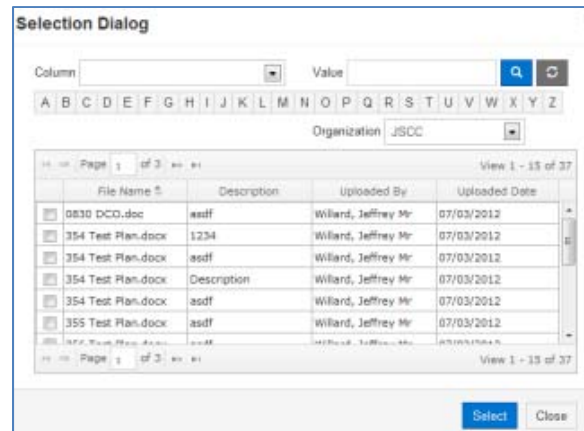 Selection Dialog
Column Value
A B C D E F G H I J K L M N O P Q R S T U V W X Y Z
Organization JSCC
Page 1 of 3 View 1 - 15 of 37
File Name Description Uploaded By Uploaded Date
0830 DCO.doc asdf Willard, Jeffrey Mr 07/03/2012
354 Test Plan.docx 1234 Willard, Jeffrey Mr 07/03/2012
354 Test Plan.docx asdf Willard, Jeffrey Mr 07/03/2012
354 Test Plan.docx Description Willard, Jeffrey Mr 07/03/2012
354 Test Plan.docx asdf Willard, Jeffrey Mr 07/03/2012
355 Test Plan.docx asdf Willard, Jeffrey Mr 07/03/2012
Page 1 of 3 View 1 - 15 of 37
Select Close